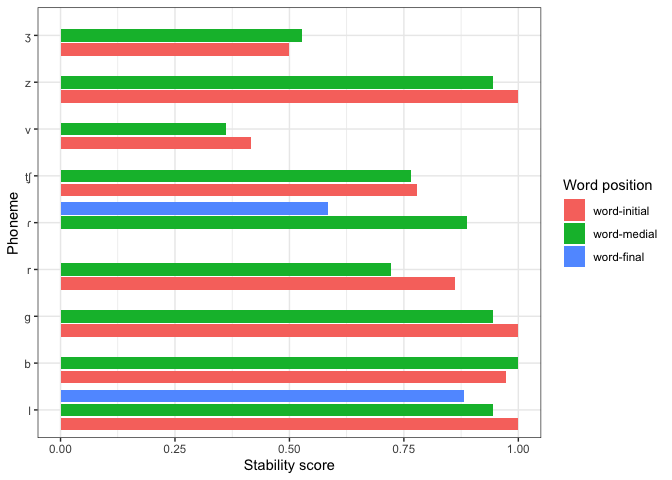 ʒ
z
v
tʃ
ɾ
r
g
b
l
Phoneme
0.00 0.25 0.50 0.75 1.00
Stability score
Word position
word-initial
word-medial
word-final